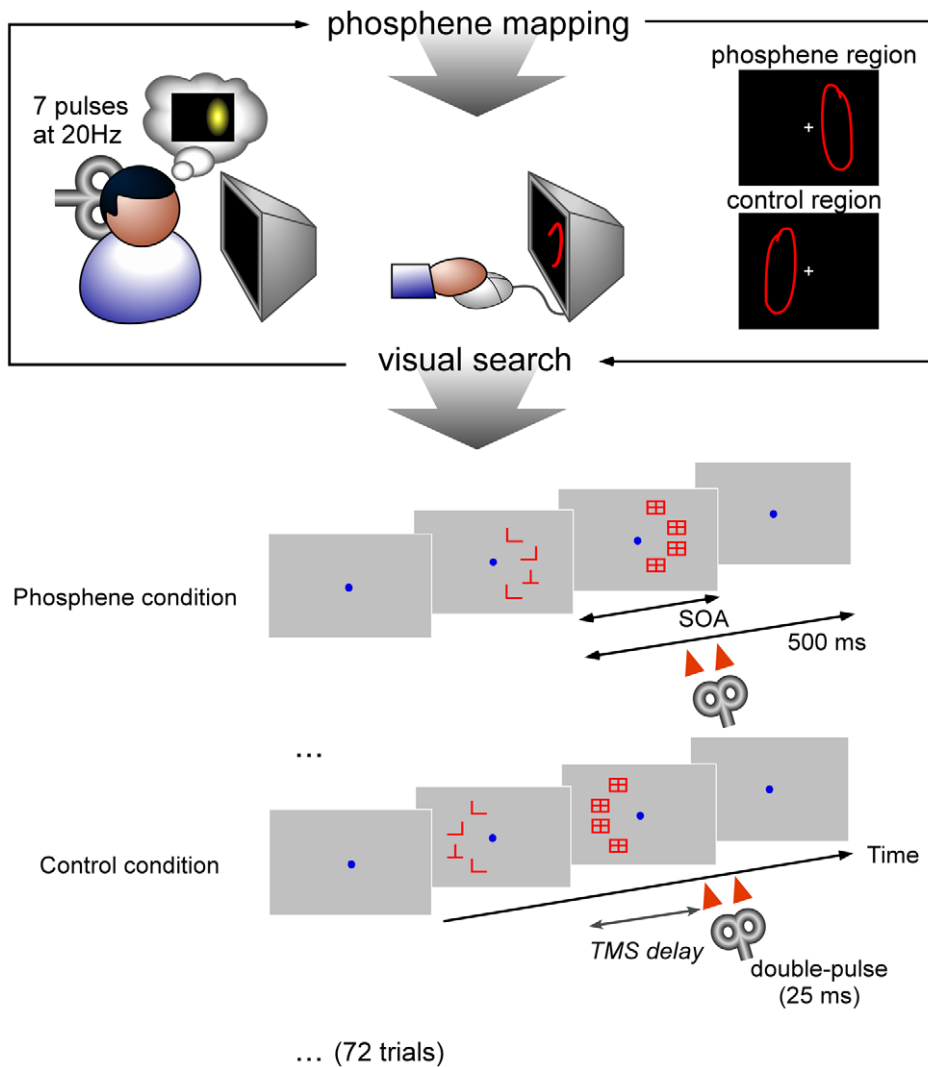 phosphene mapping
phosphene region
7 pulses
at 20Hz
control region
visual search
Phosphene condition
SOA
500 ms
...
Control condition
Time
TMS delay
double-pulse
(25 ms)
... (72 trials)